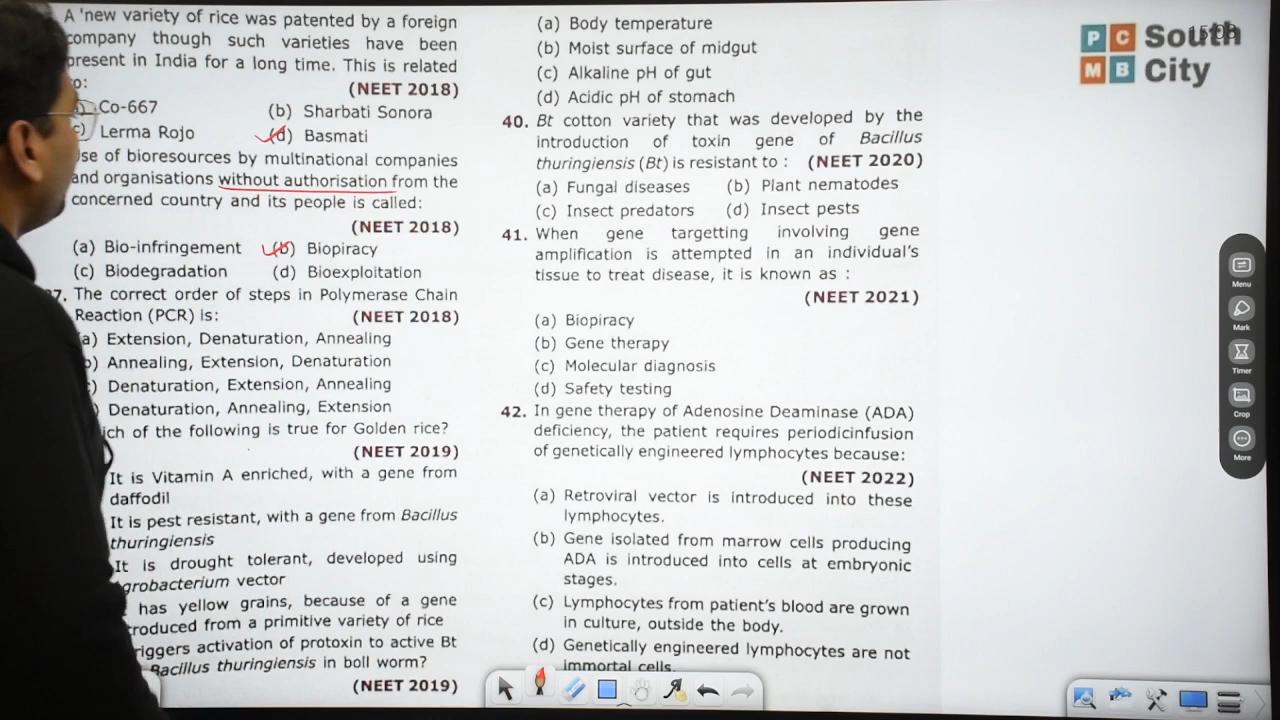 A 'new variety of rice was patented by a foreign
company though such varieties have been
present in India for a long time. This is related
to:
(NEET 2018)
Co-667
(b) Sharbati Sonora
Lerma Rojo
(d) Basmati
Use of bioresources by multinational companies
and organisations without authorisation from the
concerned country and its people is called:
(NEET 2018)
(a) Bio-infringement
(b) Biopiracy
(c) Biodegradation
(d) Bioexploitation
37. The correct order of steps in Polymerase Chain
Reaction (PCR) is:
(NEET 2018)
(a) Extension, Denaturation, Annealing
(b) Annealing, Extension, Denaturation
Denaturation, Extension, Annealing
Denaturation, Annealing, Extension
ich of the following is true for Golden rice?
(NEET 2019)
It is Vitamin A enriched, with a gene from
daffodil
It is pest resistant, with a gene from Bacillus
thuringiensis
It is drought tolerant, developed using
grobacterium vector
has yellow grains, because of a gene
roduced from a primitive variety of rice
riggers activation of protoxin to active Bt
Bacillus thuringiensis in boll worm?
(NEET 2019)
(a) Body temperature
(b) Moist surface of midgut
(c) Alkaline pH of gut
(d) Acidic pH of stomach
40. Bt cotton variety that was developed by the
introduction of toxin gene of Bacillus
thuringiensis (Bt) is resistant to : (NEET 2020)
(a) Fungal diseases
(b) Plant nematodes
(c) Insect predators
(d) Insect pests
41. When gene targetting involving gene
amplification is attempted in an individual's
tissue to treat disease, it is known as :
(NEET 2021)
(a) Biopiracy
(b) Gene therapy
(c) Molecular diagnosis
(d) Safety testing
42. In gene therapy of Adenosine Deaminase (ADA)
deficiency, the patient requires periodicinfusion
of genetically engineered lymphocytes because:
(NEET 2022)
(a) Retroviral vector is introduced into these
lymphocytes.
(b) Gene isolated from marrow cells producing
ADA is introduced into cells at embryonic
stages.
(c) Lymphocytes from patient's blood are grown
in culture, outside the body.
(d) Genetically engineered lymphocytes are not
immortal cells.
P C
M B
South
City
Menu
Mark
Timer
Crop
More